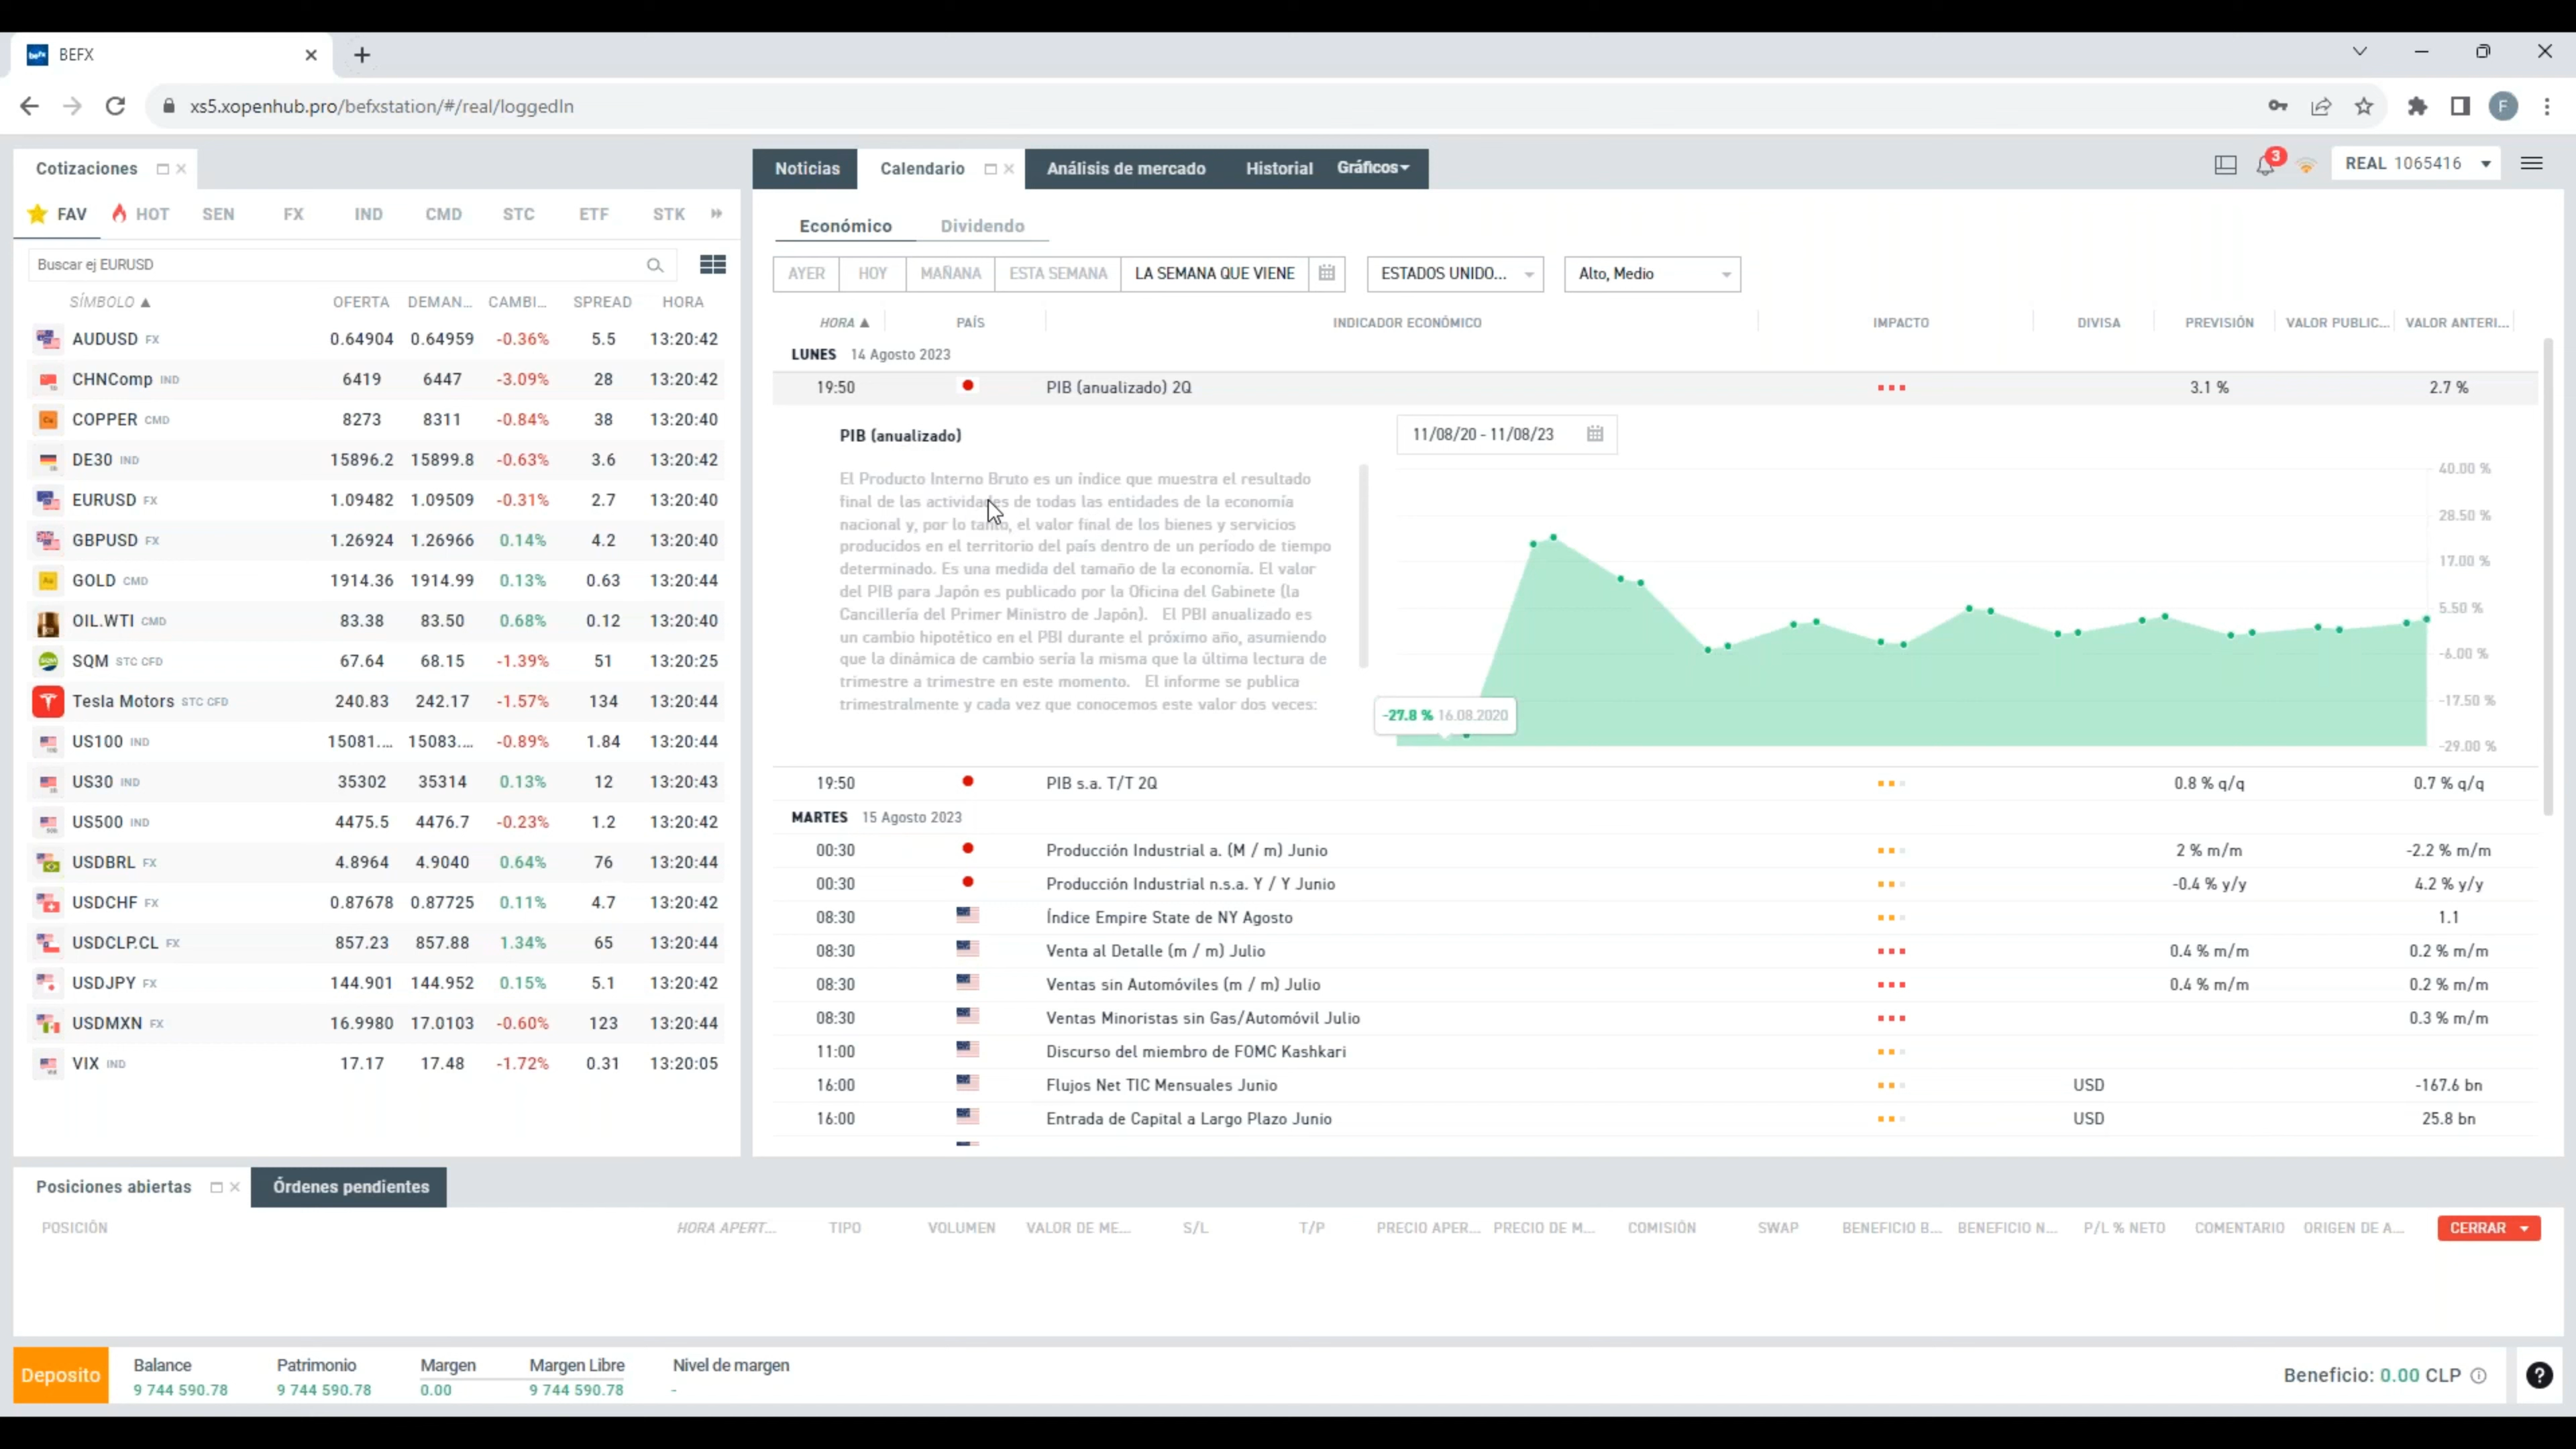 BEFX
xs5.xopenhub.pro/befxstation/#/real/loggedIn
F
Cotizaciones
Noticias Calendario Análisis de mercado Historial Gráficos
3 REAL 1065416
FAV HOT SEN FX IND CMD STC ETF STK
Buscar ej EURUSD
SÍMBOLO ▲ OFERTA DEMAN... CAMBI... SPREAD HORA
AUDUSD FX 0.64904 0.64959 -0.36% 5.5 13:20:42
CHNComp IND 6419 6447 -3.09% 28 13:20:42
COPPER CMD 8273 8311 -0.84% 38 13:20:40
DE30 IND 15896.2 15899.8 -0.63% 3.6 13:20:42
EURUSD FX 1.09482 1.09509 -0.31% 2.7 13:20:40
GBPUSD FX 1.26924 1.26966 0.14% 4.2 13:20:40
GOLD CMD 1914.36 1914.99 0.13% 0.63 13:20:44
OIL.WTI CMD 83.38 83.50 0.68% 0.12 13:20:40
SQM STC CFD 67.64 68.15 -1.39% 51 13:20:25
Tesla Motors STC CFD 240.83 242.17 -1.57% 134 13:20:44
US100 IND 15081.... 15083.... -0.89% 1.84 13:20:44
US30 IND 35302 35314 0.13% 12 13:20:43
US500 IND 4475.5 4476.7 -0.23% 1.2 13:20:42
USDBRL FX 4.8964 4.9040 0.64% 76 13:20:44
USDCHF FX 0.87678 0.87725 0.11% 4.7 13:20:42
USDCLP.CL FX 857.23 857.88 1.34% 65 13:20:44
USDJPY FX 144.901 144.952 0.15% 5.1 13:20:42
USDMXN FX 16.9980 17.0103 -0.60% 123 13:20:44
VIX IND 17.17 17.48 -1.72% 0.31 13:20:05
Económico Dividendo
AYER HOY MAÑANA ESTA SEMANA LA SEMANA QUE VIENE ESTADOS UNIDO... Alto, Medio
HORA ▲ PAÍS INDICADOR ECONÓMICO IMPACTO DIVISA PREVISIÓN VALOR PUBLIC... VALOR ANTERI...
LUNES 14 Agosto 2023
19:50 PIB (anualizado) 2Q 3.1 % 2.7 %
PIB (anualizado)
El Producto Interno Bruto es un índice que muestra el resultado
final de las actividades de todas las entidades de la economía
nacional y, por lo tanto, el valor final de los bienes y servicios
producidos en el territorio del país dentro de un período de tiempo
determinado. Es una medida del tamaño de la economía. El valor
del PIB para Japón es publicado por la Oficina del Gabinete (la
Cancillería del Primer Ministro de Japón). El PBI anualizado es
un cambio hipotético en el PBI durante el próximo año, asumiendo
que la dinámica de cambio sería la misma que la última lectura de
trimestre a trimestre en este momento. El informe se publica
trimestralmente y cada vez que conocemos este valor dos veces:
11/08/20 - 11/08/23
40.00 %
28.50 %
17.00 %
5.50 %
-6.00 %
-17.50 %
-29.00 %
-27.8 % 16.08.2020
19:50 PIB s.a. T/T 2Q 0.8 % q/q 0.7 % q/q
MARTES 15 Agosto 2023
00:30 Producción Industrial a. (M / m) Junio 2 % m/m -2.2 % m/m
00:30 Producción Industrial n.s.a. Y / Y Junio -0.4 % y/y 4.2 % y/y
08:30 Índice Empire State de NY Agosto 1.1
08:30 Venta al Detalle (m / m) Julio 0.4 % m/m 0.2 % m/m
08:30 Ventas sin Automóviles (m / m) Julio 0.4 % m/m 0.2 % m/m
08:30 Ventas Minoristas sin Gas/Automóvil Julio 0.3 % m/m
11:00 Discurso del miembro de FOMC Kashkari
16:00 Flujos Net TIC Mensuales Junio USD -167.6 bn
16:00 Entrada de Capital a Largo Plazo Junio USD 25.8 bn
Posiciones abiertas Órdenes pendientes
POSICIÓN HORA APERT... TIPO VOLUMEN VALOR DE ME... S/L T/P PRECIO APER... PRECIO DE M... COMISIÓN SWAP BENEFICIO B... BENEFICIO N... P/L % NETO COMENTARIO ORIGEN DE A... CERRAR
Deposito
Balance Patrimonio Margen Margen Libre Nivel de margen
9 744 590.78 9 744 590.78 0.00 9 744 590.78 -
Beneficio: 0.00 CLP